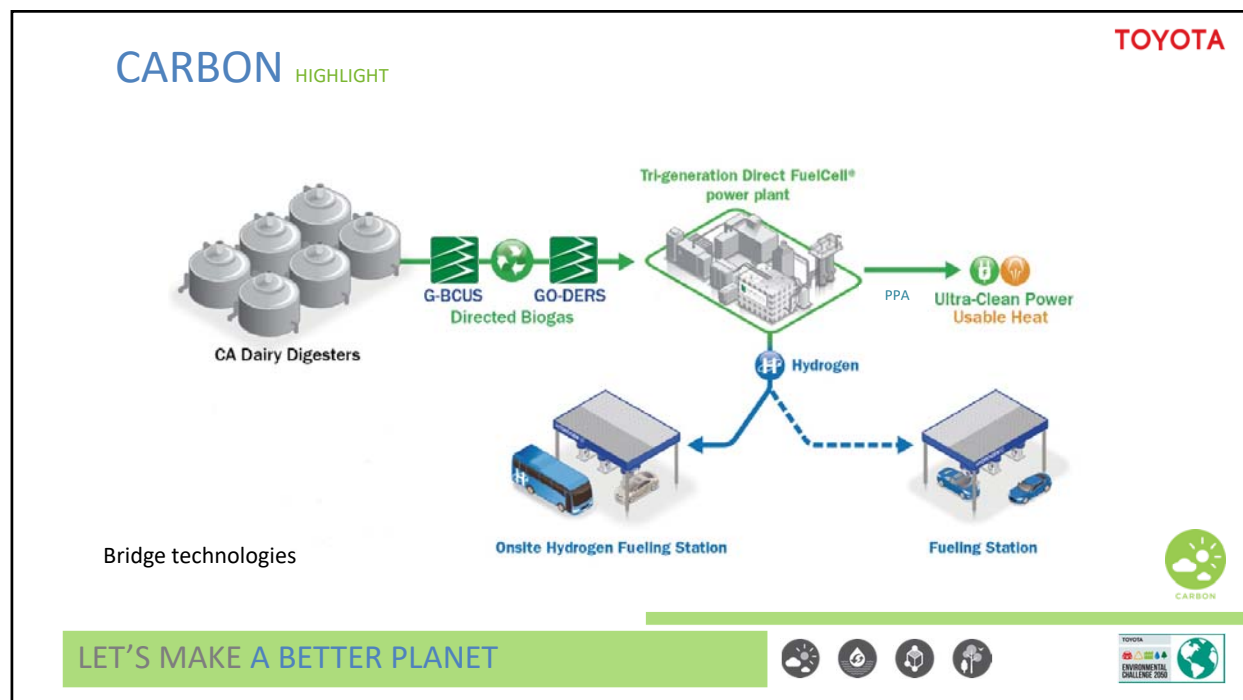 TOYOTA
CARBON HIGHLIGHT
Tri-generation Direct FuelCell®
power plant
G-BCUS
GO-DERS
Directed Biogas
PPA
Ultra-Clean Power
Usable Heat
CA Dairy Digesters
H
Hydrogen
Onsite Hydrogen Fueling Station
Fueling Station
Bridge technologies
CARBON
LET'S MAKE A BETTER PLANET
TOYOTA
ENVIRONMENTAL
CHALLENGE 2050